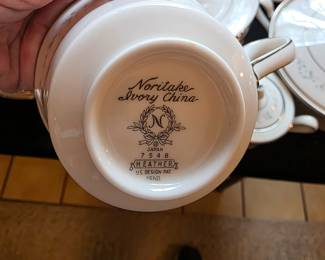 Noritake
Ivory China
N
JAPAN
7548
HEATHER
U.S. DESIGN PAT.
PEND.